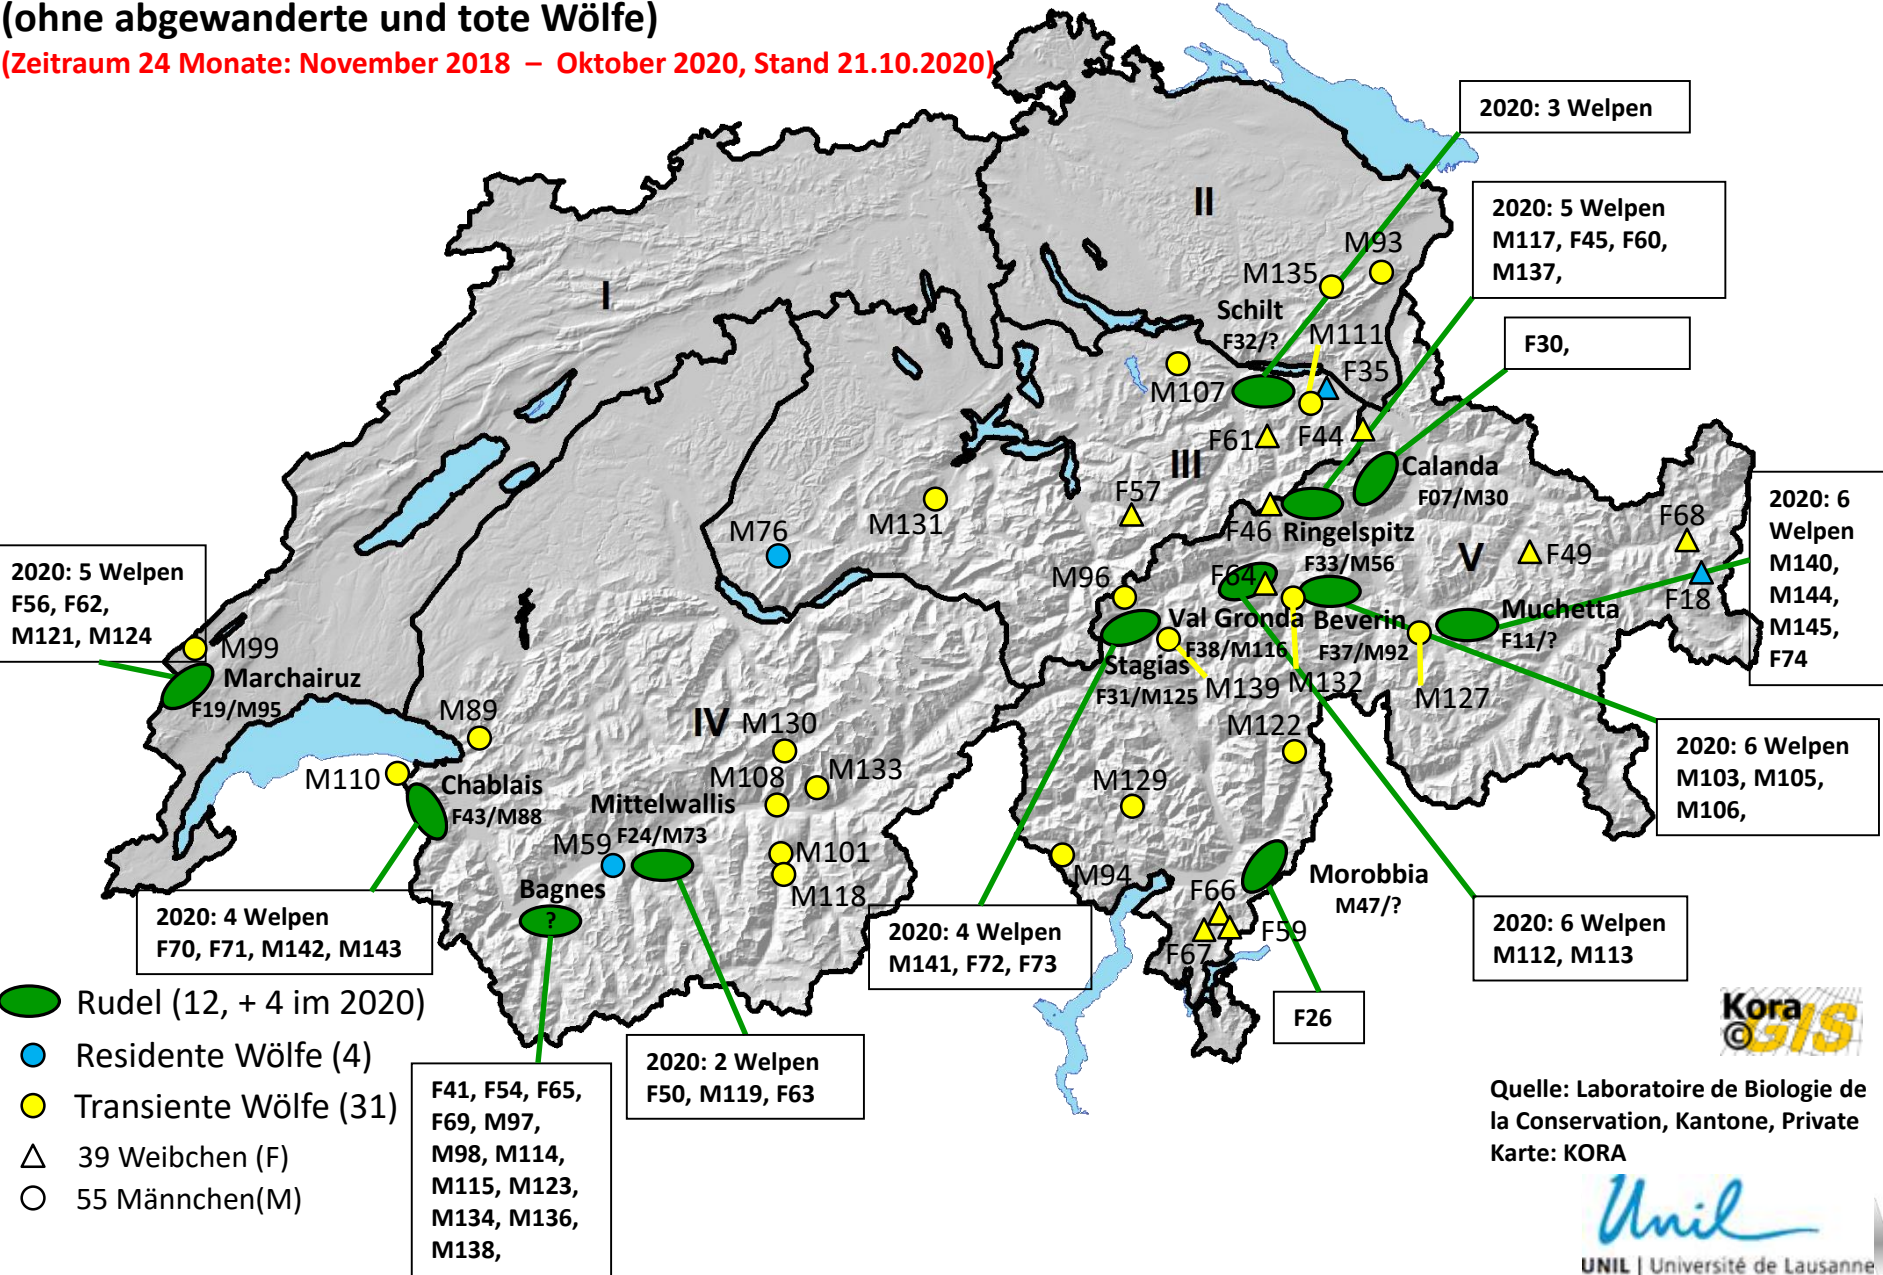 (ohne abgewanderte und tote Wölfe)
(Zeitraum 24 Monate: November 2018 – Oktober 2020, Stand 21.10.2020)
2020: 3 Welpen
2020: 5 Welpen
M117, F45, F60,
M137,
F30,
I
II
III
IV
V
M93
M135
Schilt
F32/?
M111
F35
M107
F61
F44
Calanda
F07/M30
F57
M131
M76
F46
Ringelspitz
F33/M56
F49
F68
F18
2020: 6
Welpen
M140,
M144,
M145,
F74
M96
F64
Val Gronda
F38/M116
Beverin
F37/M92
Muchetta
F11/?
Stagias
F31/M125
M139
M132
M127
M122
2020: 5 Welpen
F56, F62,
M121, M124
M99
Marchairuz
F19/M95
M89
M130
M110
Chablais
F43/M88
M108
M133
Mittelwallis
F24/M73
M59
M101
M118
Bagnes
?
M129
M94
F66
F59
F67
Morobbia
M47/?
2020: 6 Welpen
M103, M105,
M106,
2020: 4 Welpen
F70, F71, M142, M143
2020: 4 Welpen
M141, F72, F73
2020: 6 Welpen
M112, M113
F26
2020: 2 Welpen
F50, M119, F63
F41, F54, F65,
F69, M97,
M98, M114,
M115, M123,
M134, M136,
M138,
Rudel (12, + 4 im 2020)
Residente Wölfe (4)
Transiente Wölfe (31)
39 Weibchen (F)
55 Männchen(M)
Kora
© GIS
Quelle: Laboratoire de Biologie de
la Conservation, Kantone, Private
Karte: KORA
Unil
UNIL | Université de Lausanne